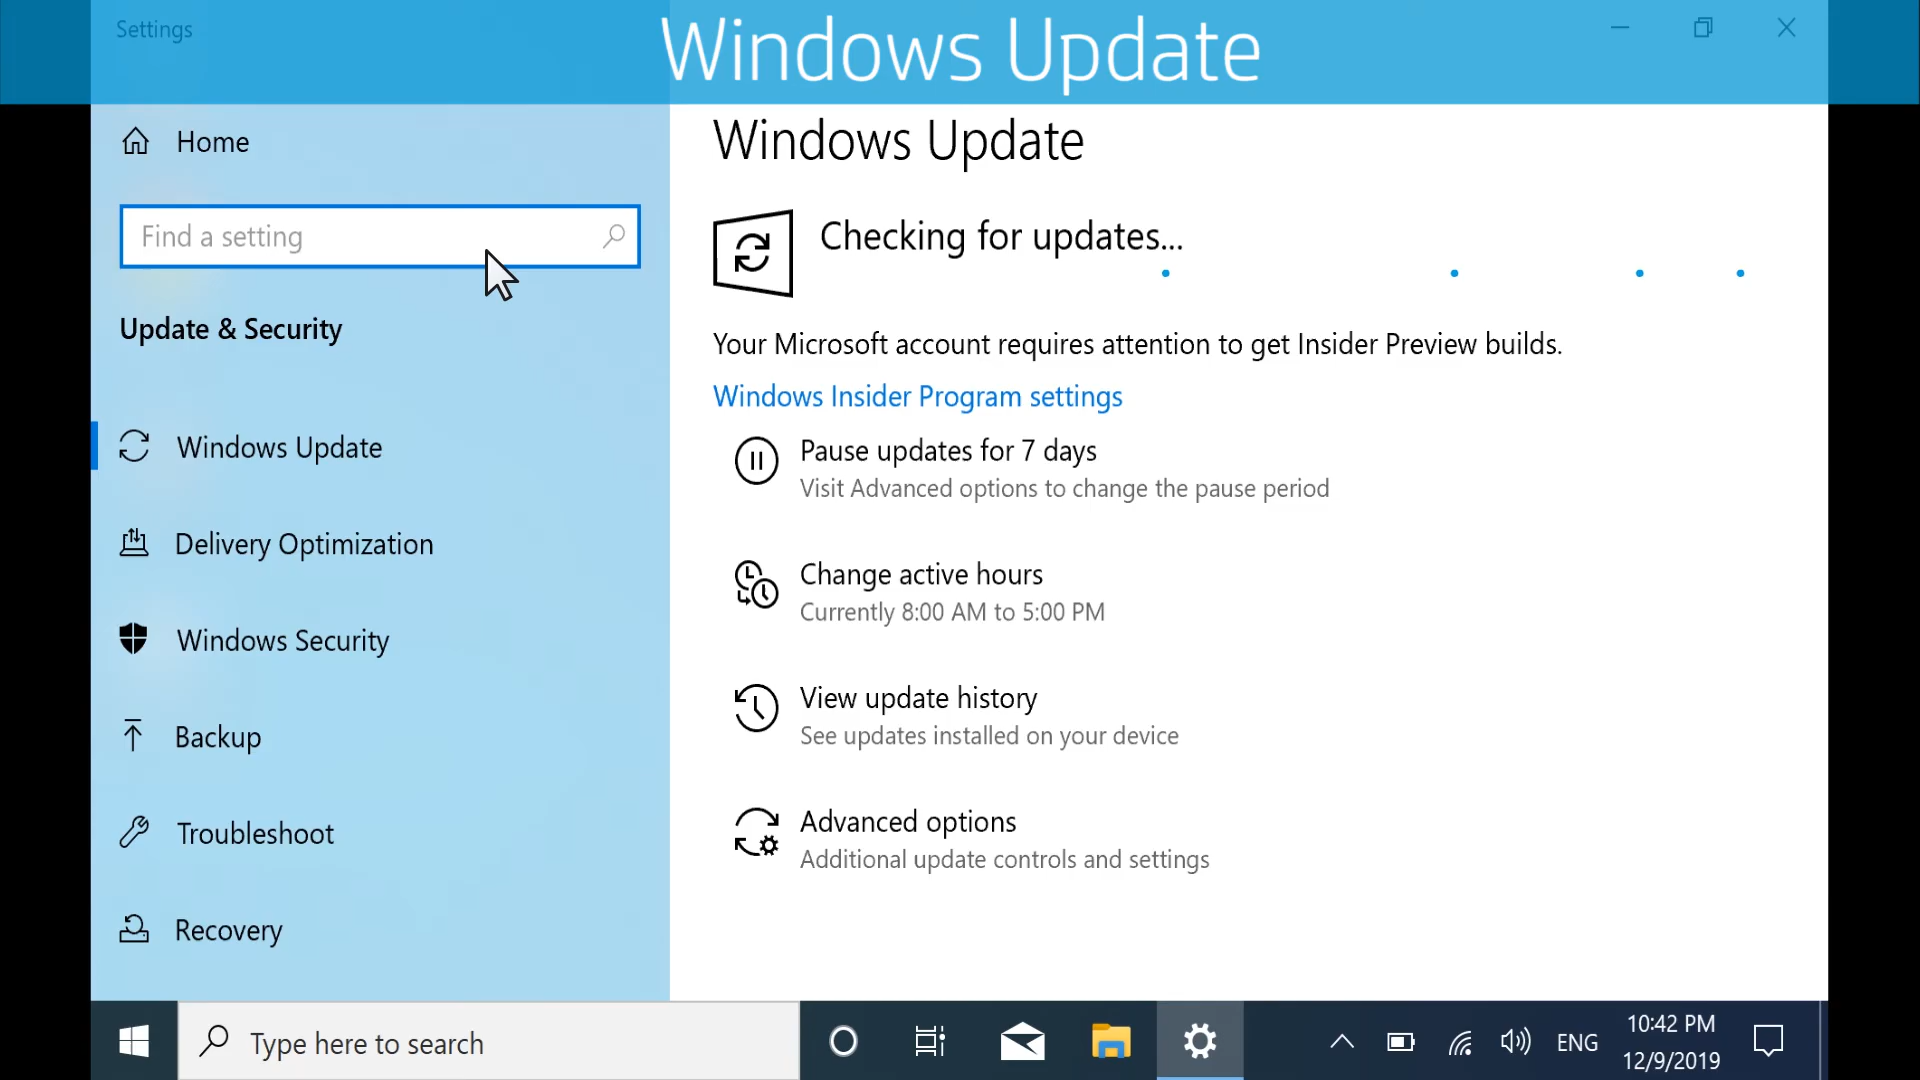 Settings
Windows Update
Home
Find a setting
Update & Security
Windows Update
Delivery Optimization
Windows Security
Backup
Troubleshoot
Recovery
Windows Update
Checking for updates...
Your Microsoft account requires attention to get Insider Preview builds.
Windows Insider Program settings
Pause updates for 7 days
Visit Advanced options to change the pause period
Change active hours
Currently 8:00 AM to 5:00 PM
View update history
See updates installed on your device
Advanced options
Additional update controls and settings
Type here to search
ENG
10:42 PM
12/9/2019